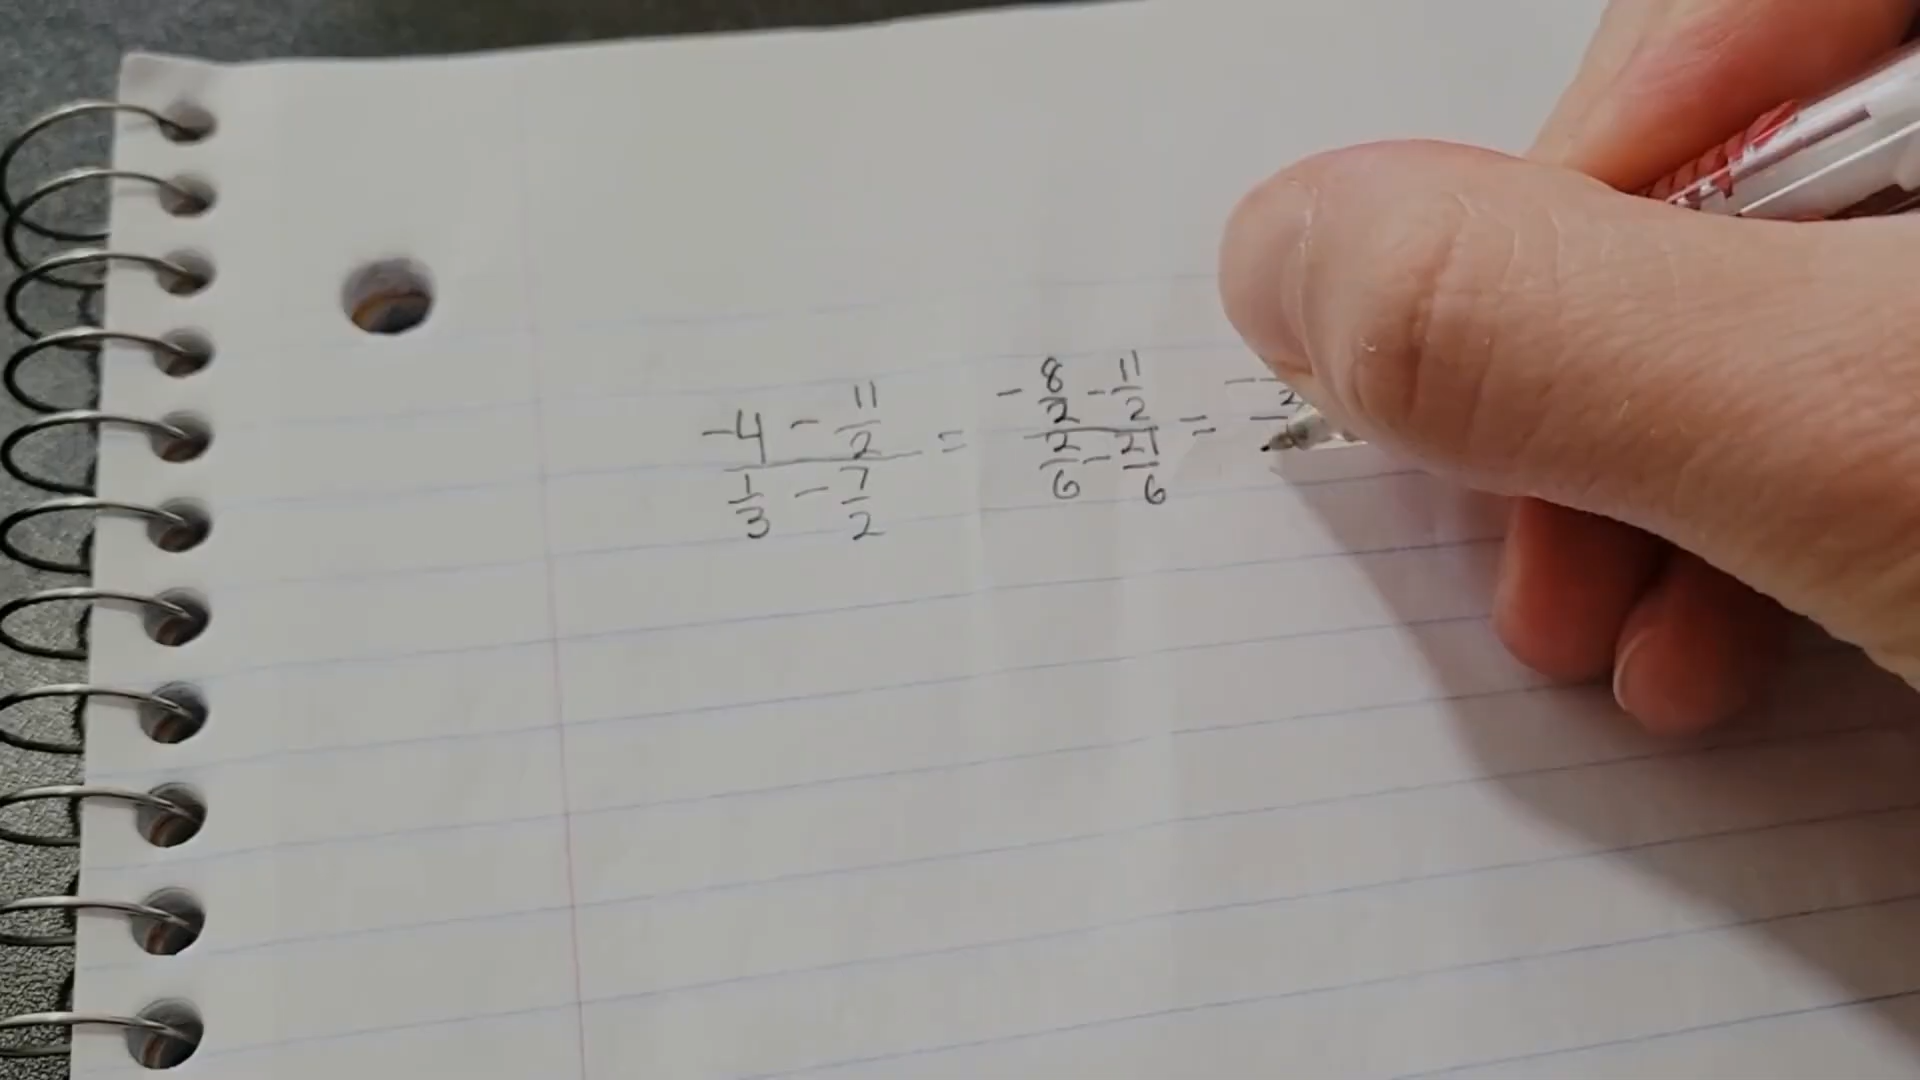 (-4 - 11/2)/(1/3 - 7/2) = (-8/2 - 11/2)/(2/6 - 21/6) =